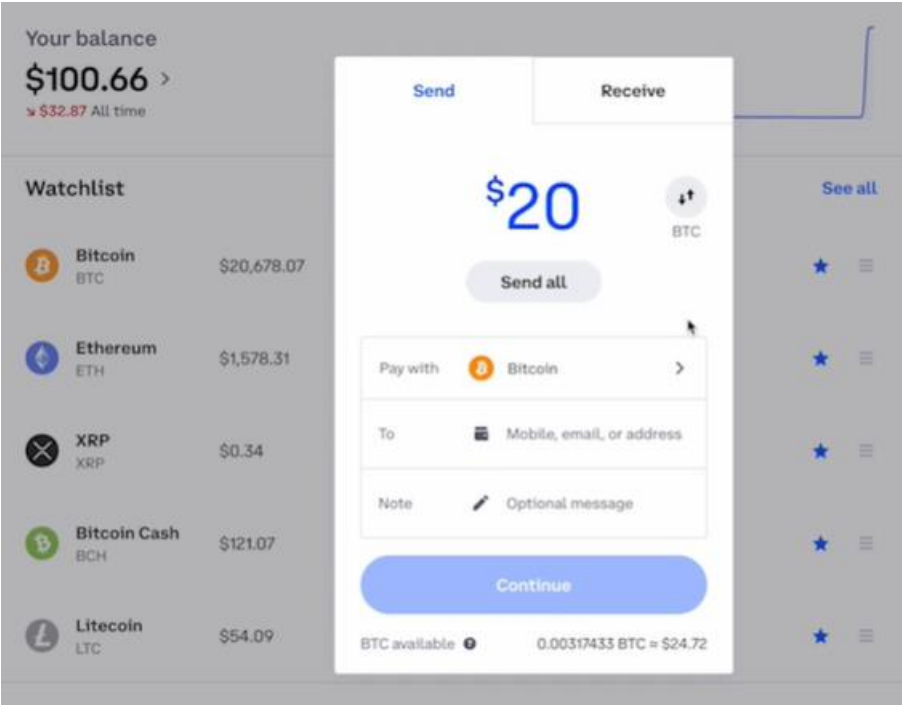 Your balance
$100.66 >
↘ $32.87 All time
Watchlist
See all
Bitcoin
BTC
$20,678.07
Ethereum
ETH
$1,578.31
XRP
XRP
$0.34
Bitcoin Cash
BCH
$121.07
Litecoin
LTC
$54.09
Send
Receive
$20
BTC
Send all
Pay with Bitcoin >
To Mobile, email, or address
Note Optional message
Continue
BTC available ? 0.00317433 BTC ≈ $24.72